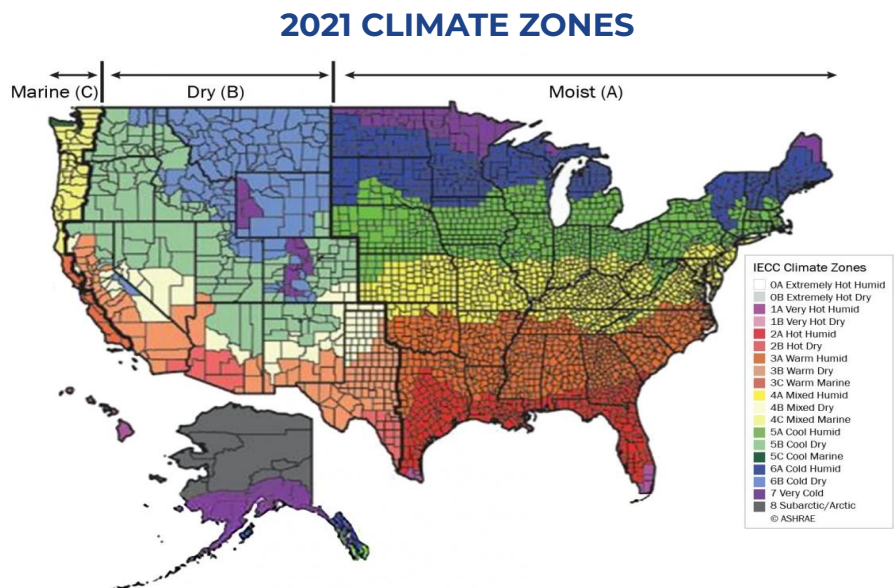 2021 CLIMATE ZONES
Marine (C)
Dry (B)
Moist (A)
IECC Climate Zones
0A Extremely Hot Humid
0B Extremely Hot Dry
1A Very Hot Humid
1B Very Hot Dry
2A Hot Humid
2B Hot Dry
3A Warm Humid
3B Warm Dry
3C Warm Marine
4A Mixed Humid
4B Mixed Dry
4C Mixed Marine
5A Cool Humid
5B Cool Dry
5C Cool Marine
6A Cold Humid
6B Cold Dry
7 Very Cold
8 Subarctic/Arctic
© ASHRAE